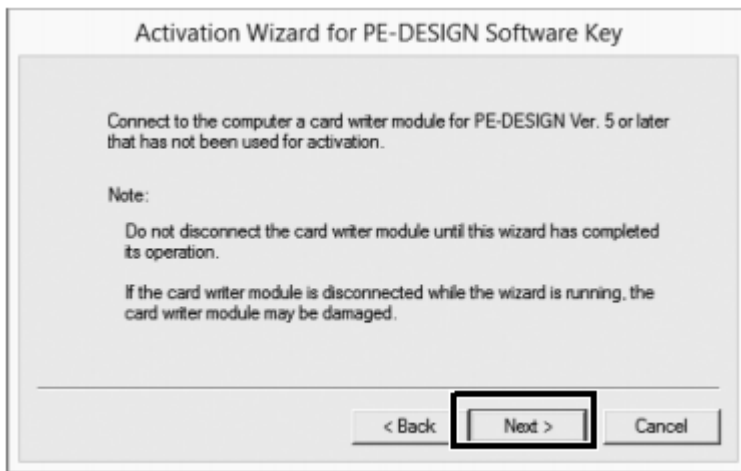 Activation Wizard for PE-DESIGN Software Key
Connect to the computer a card writer module for PE-DESIGN Ver. 5 or later
that has not been used for activation.
Note:
Do not disconnect the card writer module until this wizard has completed
its operation.
If the card writer module is disconnected while the wizard is running, the
card writer module may be damaged.
< Back Next > Cancel